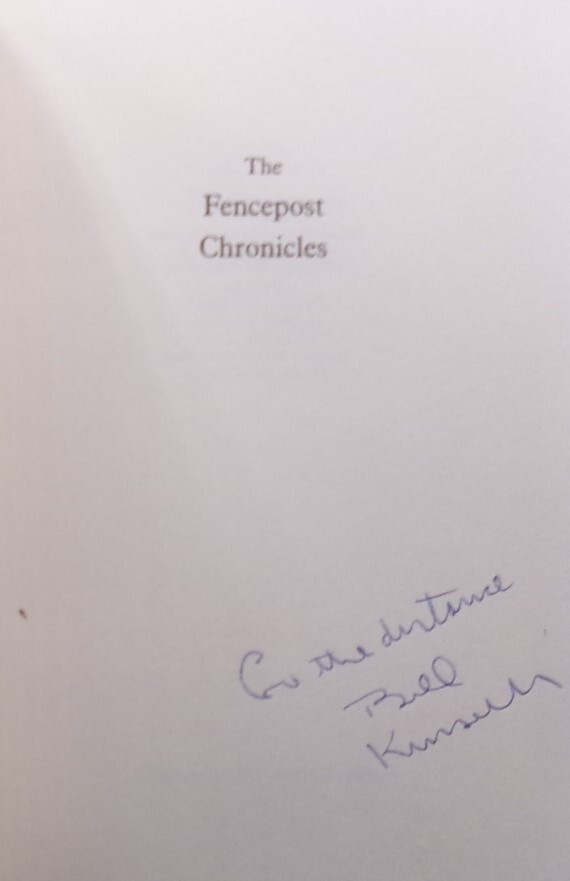 The
Fencepost
Chronicles
Go the distance
Bill
Kinsella